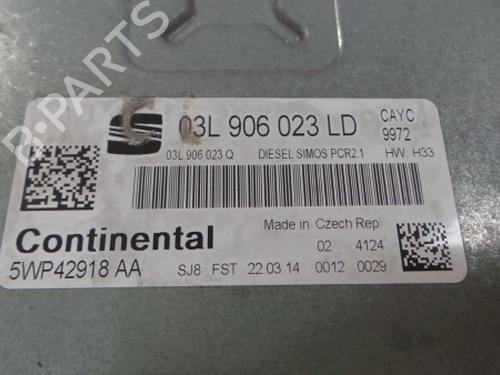 B-PARTS
03L 906 023 LD
CAYC
9972
03L 906 023 Q DIESEL SIMOS PCR2.1 HW: H33
Made in Czech Rep
Continental
02 4124
5WP42918 AA
SJ8 FST 22 03 14 0012 0029